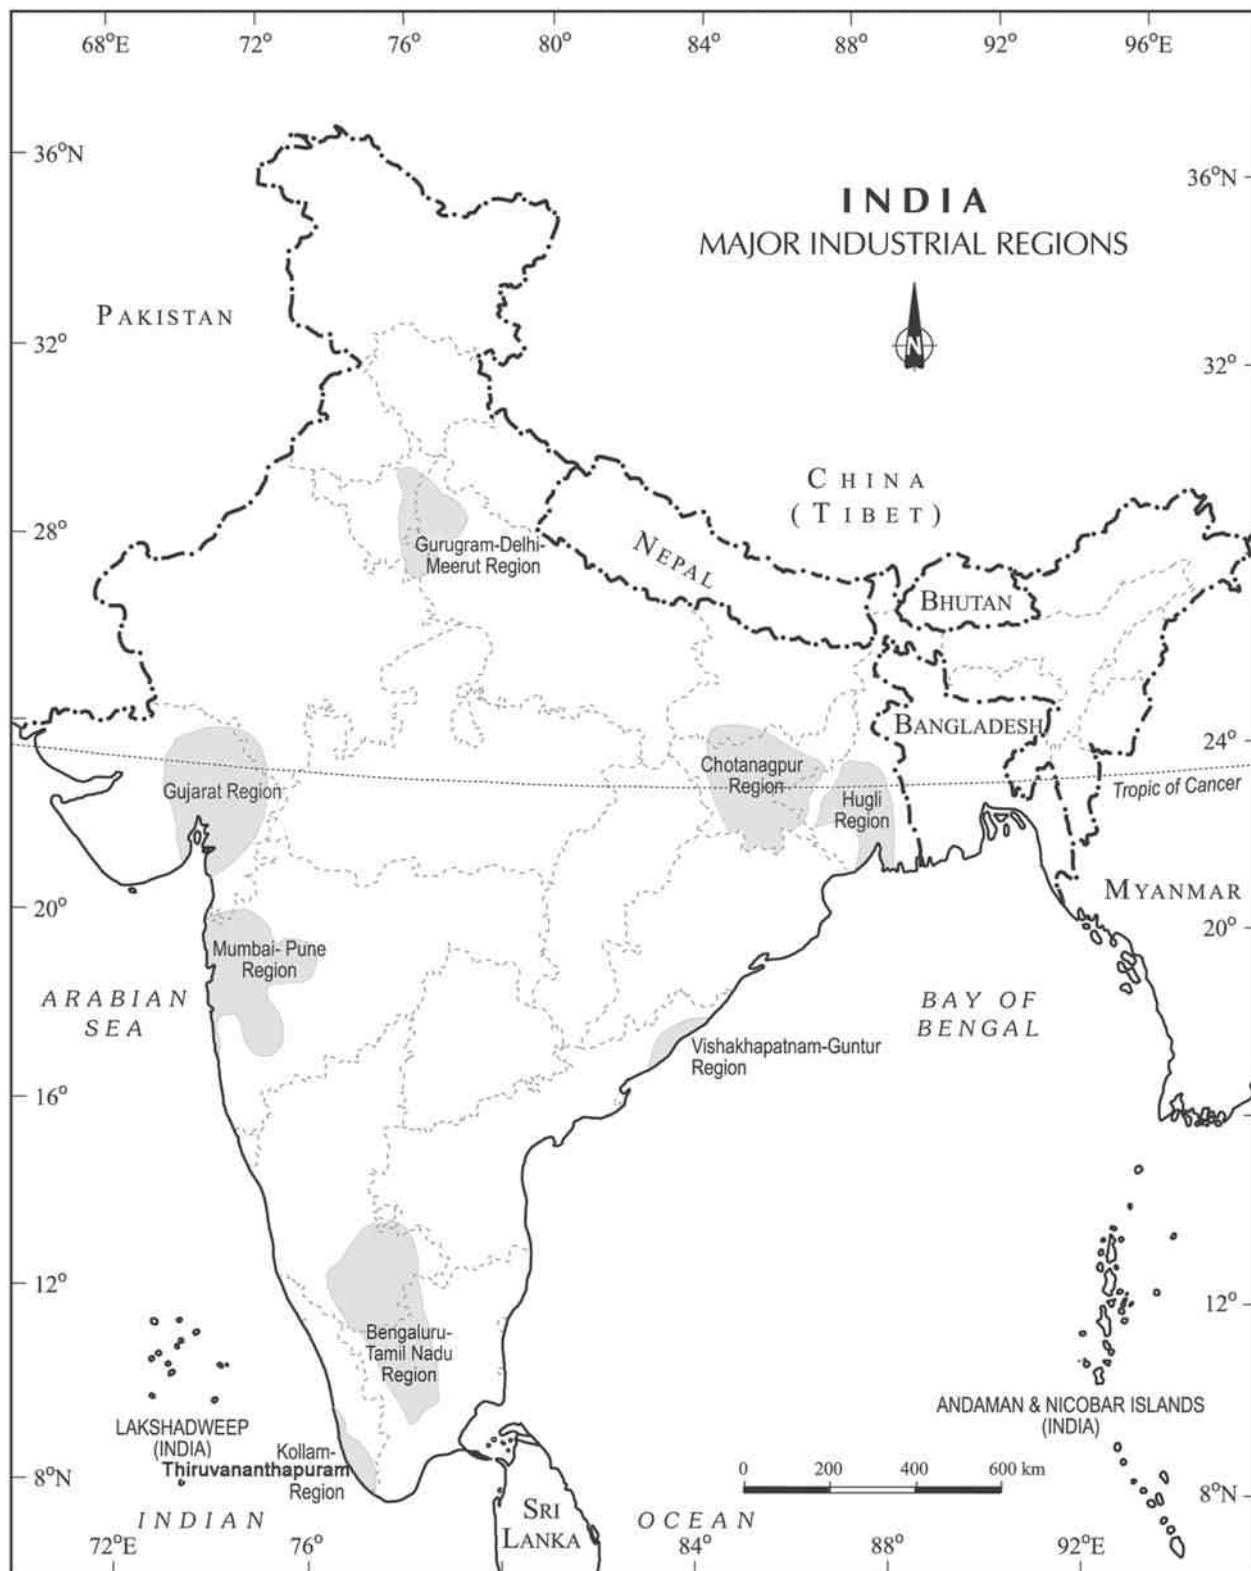 68°E 72° 76° 80° 84° 88° 92° 96°E
36°N
36°N
INDIA
MAJOR INDUSTRIAL REGIONS
N
PAKISTAN
32°
32°
CHINA
(TIBET)
28°
Gurugram-Delhi-
Meerut Region
NEPAL
28°
BHUTAN
BANGLADESH
24°
Chotanagpur
Region
Gujarat Region
Tropic of Cancer
Hugli
Region
20°
MYANMAR
20°
Mumbai- Pune
Region
ARABIAN
SEA
BAY OF
BENGAL
Vishakhapatnam-Guntur
Region
16°
12°
12°
Bengaluru-
Tamil Nadu
Region
LAKSHADWEEP
(INDIA)
ANDAMAN & NICOBAR ISLANDS
(INDIA)
Kollam-
Thiruvananthapuram
Region
8°N
0 200 400 600 km
8°N
SRI
LANKA
INDIAN OCEAN
72°E 76° 84° 88° 92°E